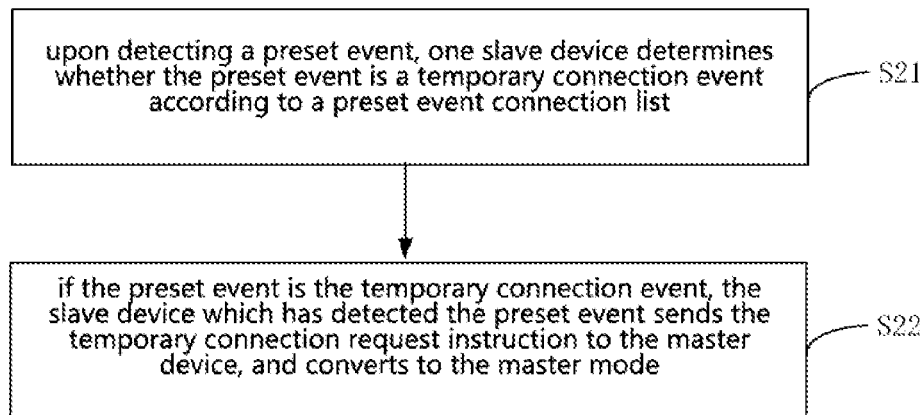 upon detecting a preset event, one slave device determines
whether the preset event is a temporary connection event
according to a preset event connection list
S21
if the preset event is the temporary connection event, the
slave device which has detected the preset event sends the
temporary connection request instruction to the master
device, and converts to the master mode
S22